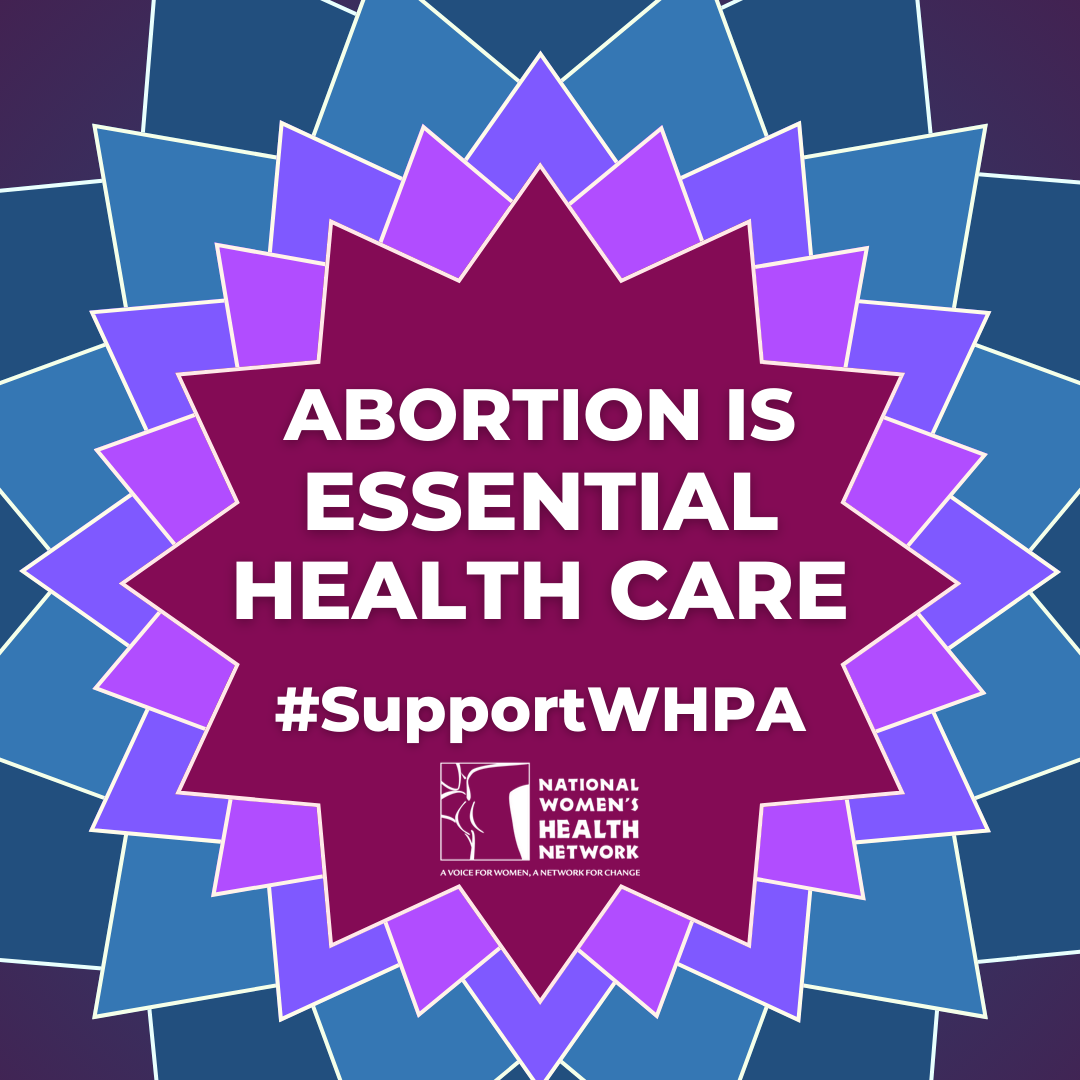 ABORTION IS
ESSENTIAL
HEALTH CARE
#SupportWHPA
NATIONAL
WOMEN'S
HEALTH
NETWORK
A VOICE FOR WOMEN, A NETWORK FOR CHANGE